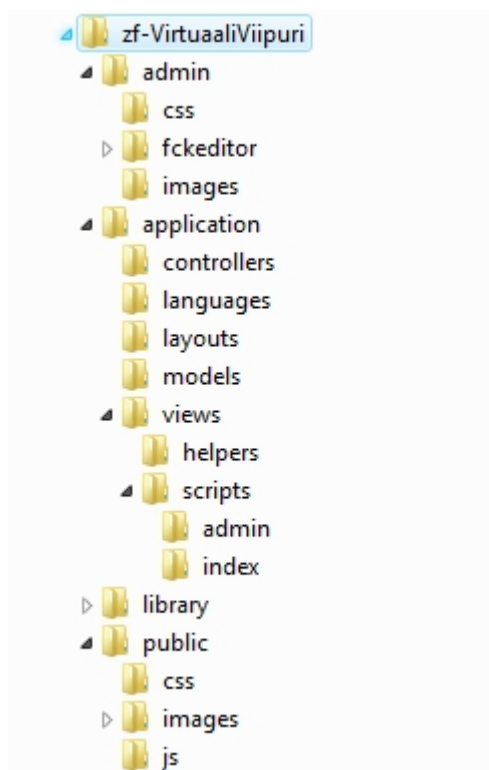 zf-VirtuaaliViipuri
admin
css
fckeditor
images
application
controllers
languages
layouts
models
views
helpers
scripts
admin
index
library
public
css
images
js